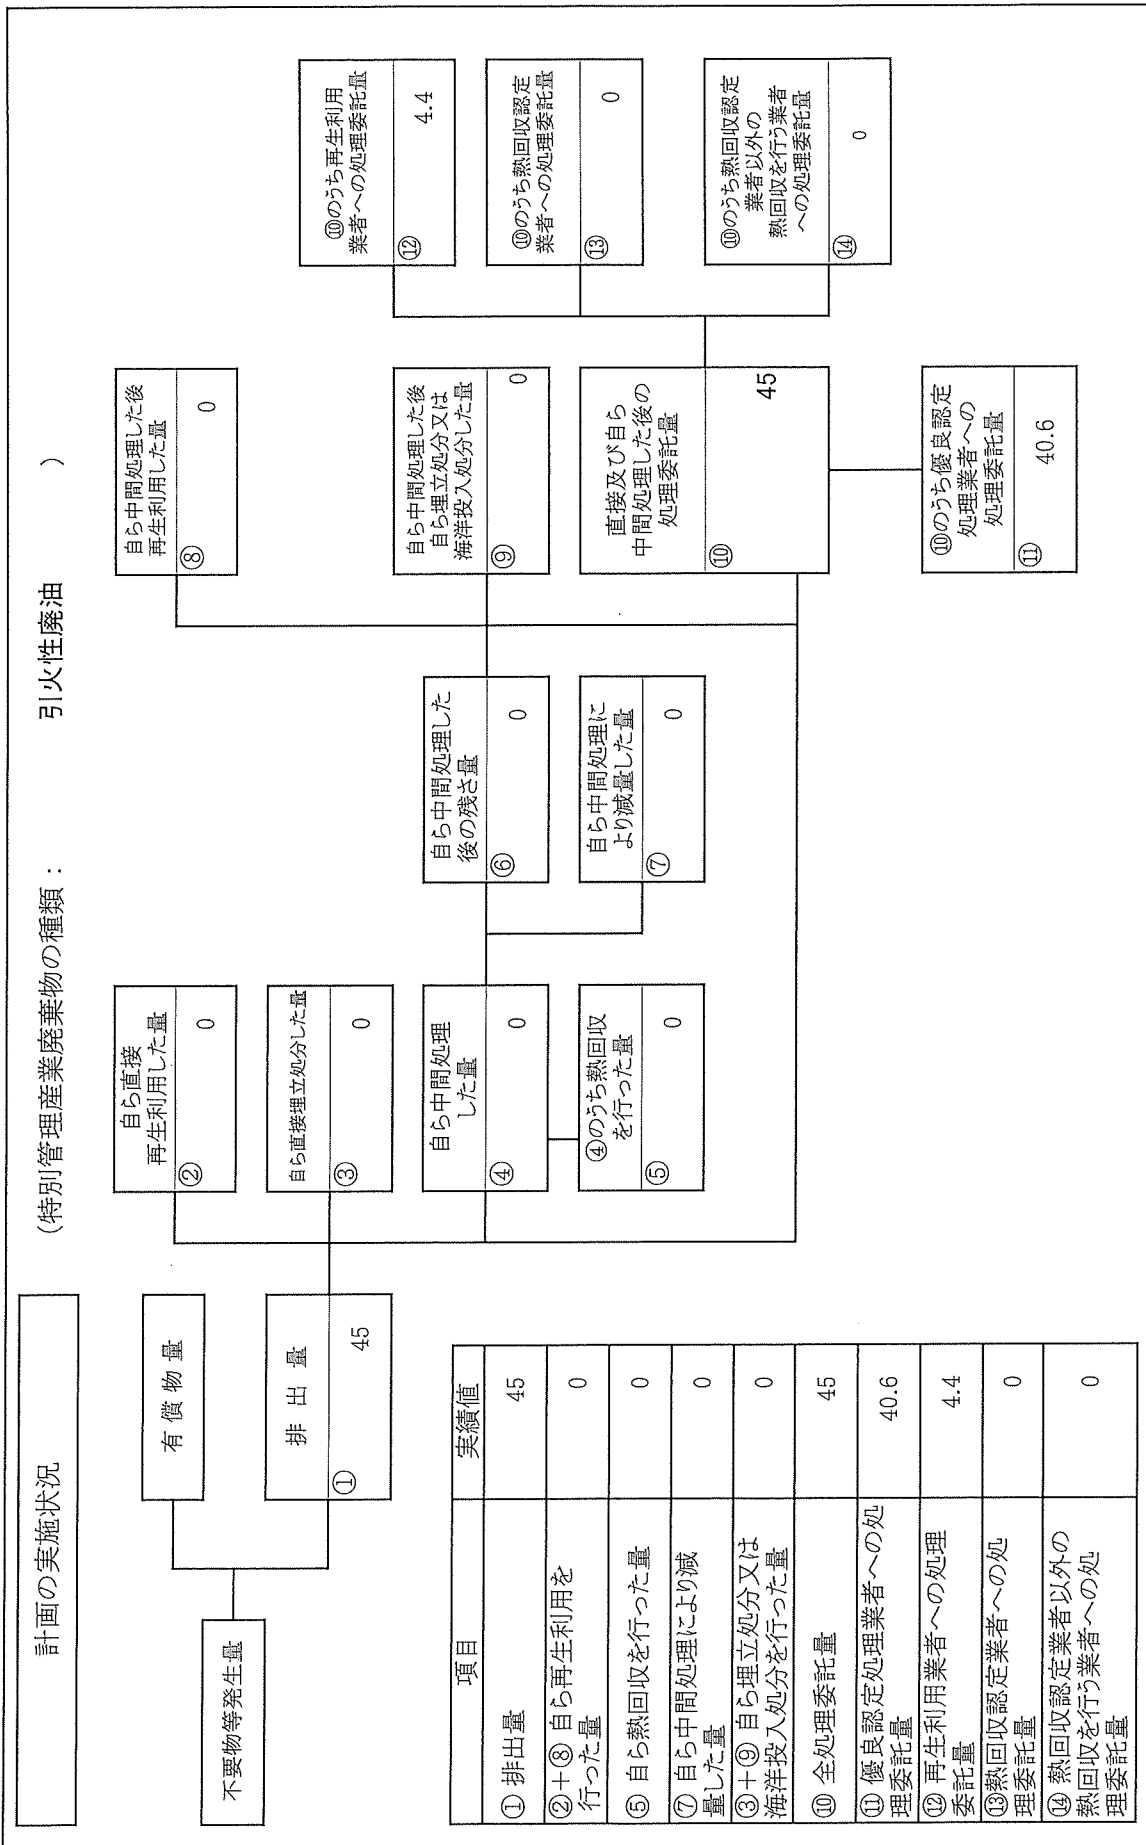 計画の実施状況
(特別管理産業廃棄物の種類：　引火性廃油　)
不要物等発生量
有償物量
排出量
① 45
自ら直接
再生利用した量
② 0
自ら直接埋立処分した量
③ 0
自ら中間処理
した量
④ 0
④のうち熱回収
を行った量
⑤ 0
自ら中間処理した
後の残さ量
⑥ 0
自ら中間処理に
より減量した量
⑦ 0
自ら中間処理した後
再生利用した量
⑧ 0
自ら中間処理した後
自ら埋立処分又は
海洋投入処分した量
⑨ 0
直接及び自ら
中間処理した後の
処理委託量
⑩ 45
⑩のうち優良認定
処理業者への
処理委託量
⑪ 40.6
⑩のうち再生利用
業者への処理委託量
⑫ 4.4
⑩のうち熱回収認定
業者への処理委託量
⑬ 0
⑩のうち熱回収認定
業者以外の
熱回収を行う業者
への処理委託量
⑭ 0
項目 実績値
① 排出量 45
②＋⑧ 自ら再生利用を
行った量 0
⑤ 自ら熱回収を行った量 0
⑦ 自ら中間処理により減
量した量 0
③＋⑨ 自ら埋立処分又は
海洋投入処分を行った量 0
⑩ 全処理委託量 45
⑪ 優良認定処理業者への処
理委託量 40.6
⑫ 再生利用業者への処理
委託量 4.4
⑬熱回収認定業者への処
理委託量 0
⑭ 熱回収認定業者以外の
熱回収を行う業者への処
理委託量 0